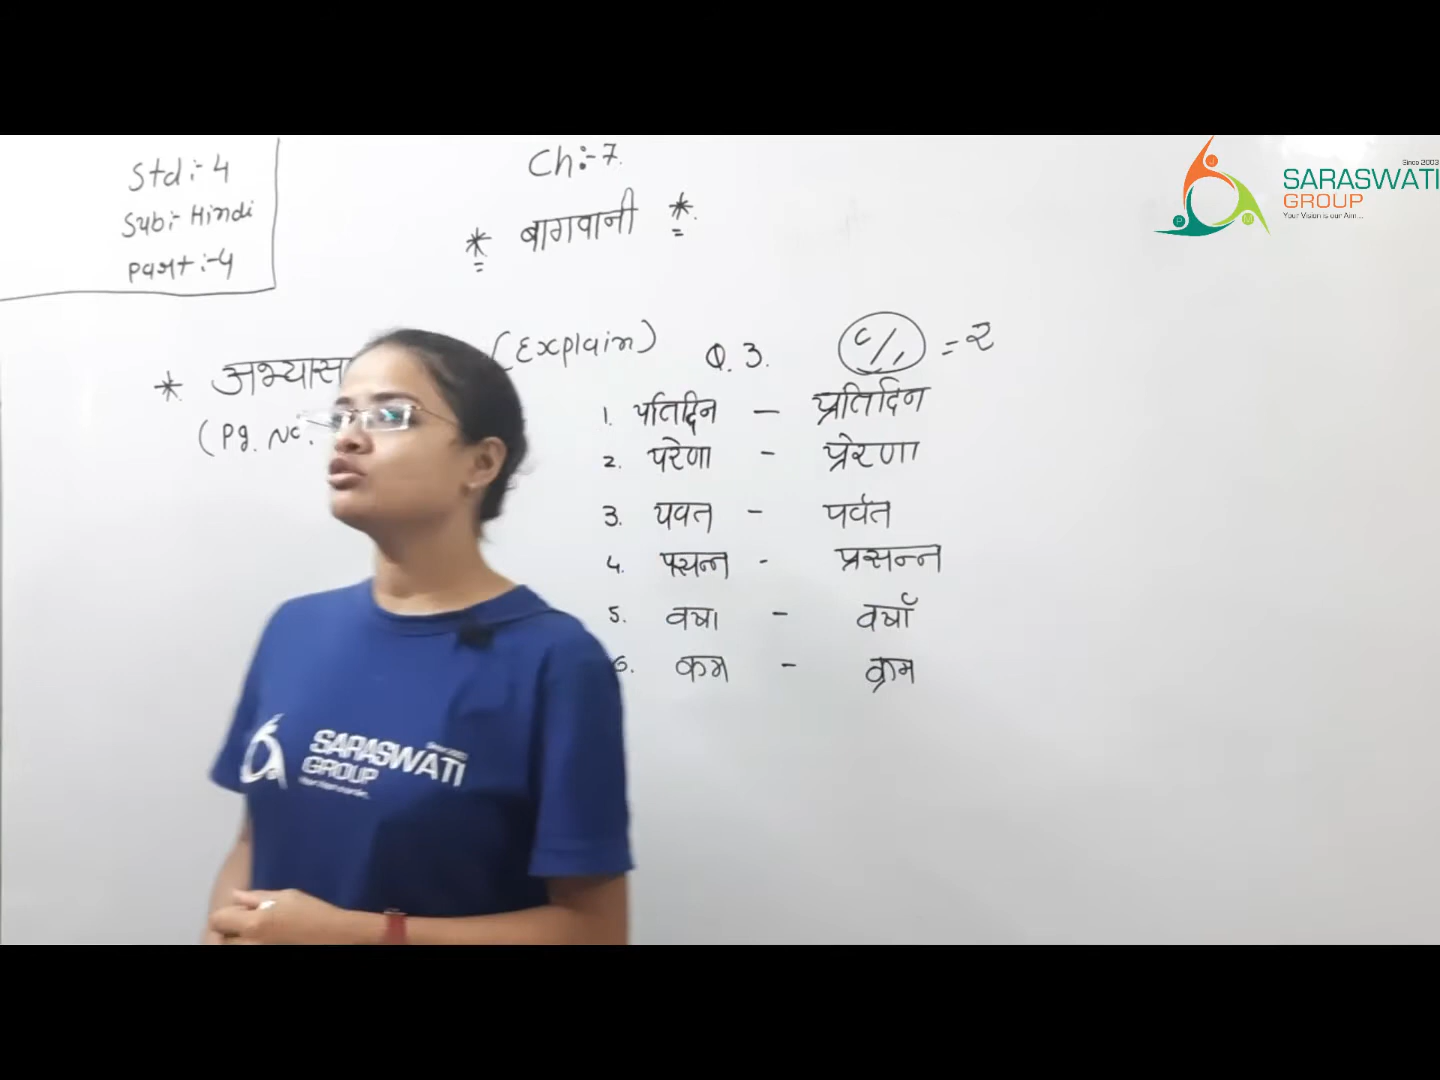 Std:- 4
Sub:- Hindi
Part:-4
Ch:-7.
* बागवानी *
* अभ्यास
(Pg. No.
(Explain)
Q.3. = र
1. पतिदिन - प्रतिदिन
2. परेणा - प्रेरणा
3. पवत - पर्वत
4. - प्रसन्न
5. वषा - वर्षा
6. कम - क्रम
Since 2003
SARASWATI
GROUP
Your Vision is our Aim...
SARASWATI
GROUP